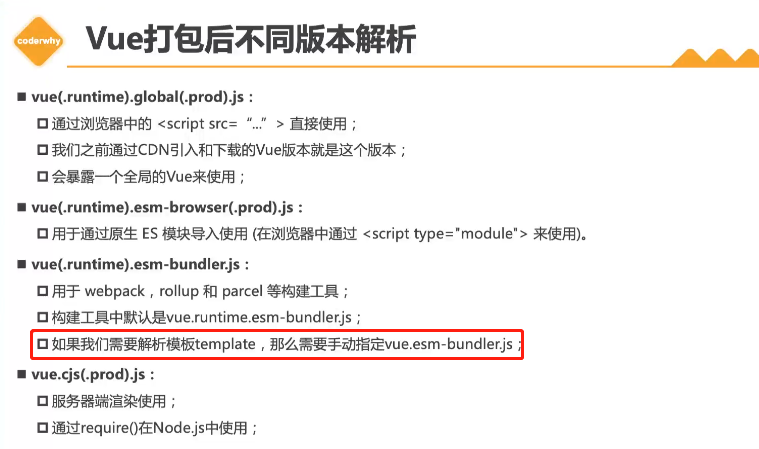 coderwhy
Vue打包后不同版本解析
vue(.runtime).global(.prod).js：
通过浏览器中的 <script src=“...”> 直接使用；
我们之前通过CDN引入和下载的Vue版本就是这个版本；
会暴露一个全局的Vue来使用；
vue(.runtime).esm-browser(.prod).js：
用于通过原生 ES 模块导入使用 (在浏览器中通过 <script type="module"> 来使用)。
vue(.runtime).esm-bundler.js：
用于 webpack，rollup 和 parcel 等构建工具；
构建工具中默认是vue.runtime.esm-bundler.js；
如果我们需要解析模板template，那么需要手动指定vue.esm-bundler.js；
vue.cjs(.prod).js：
服务器端渲染使用；
通过require()在Node.js中使用；